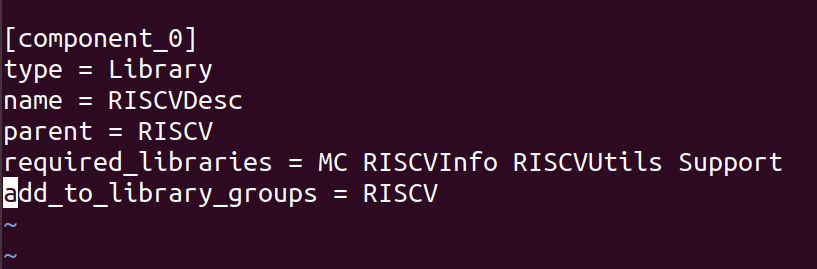 [component_0]
type = Library
name = RISCVDesc
parent = RISCV
required_libraries = MC RISCVInfo RISCVUtils Support
add_to_library_groups = RISCV
~
~